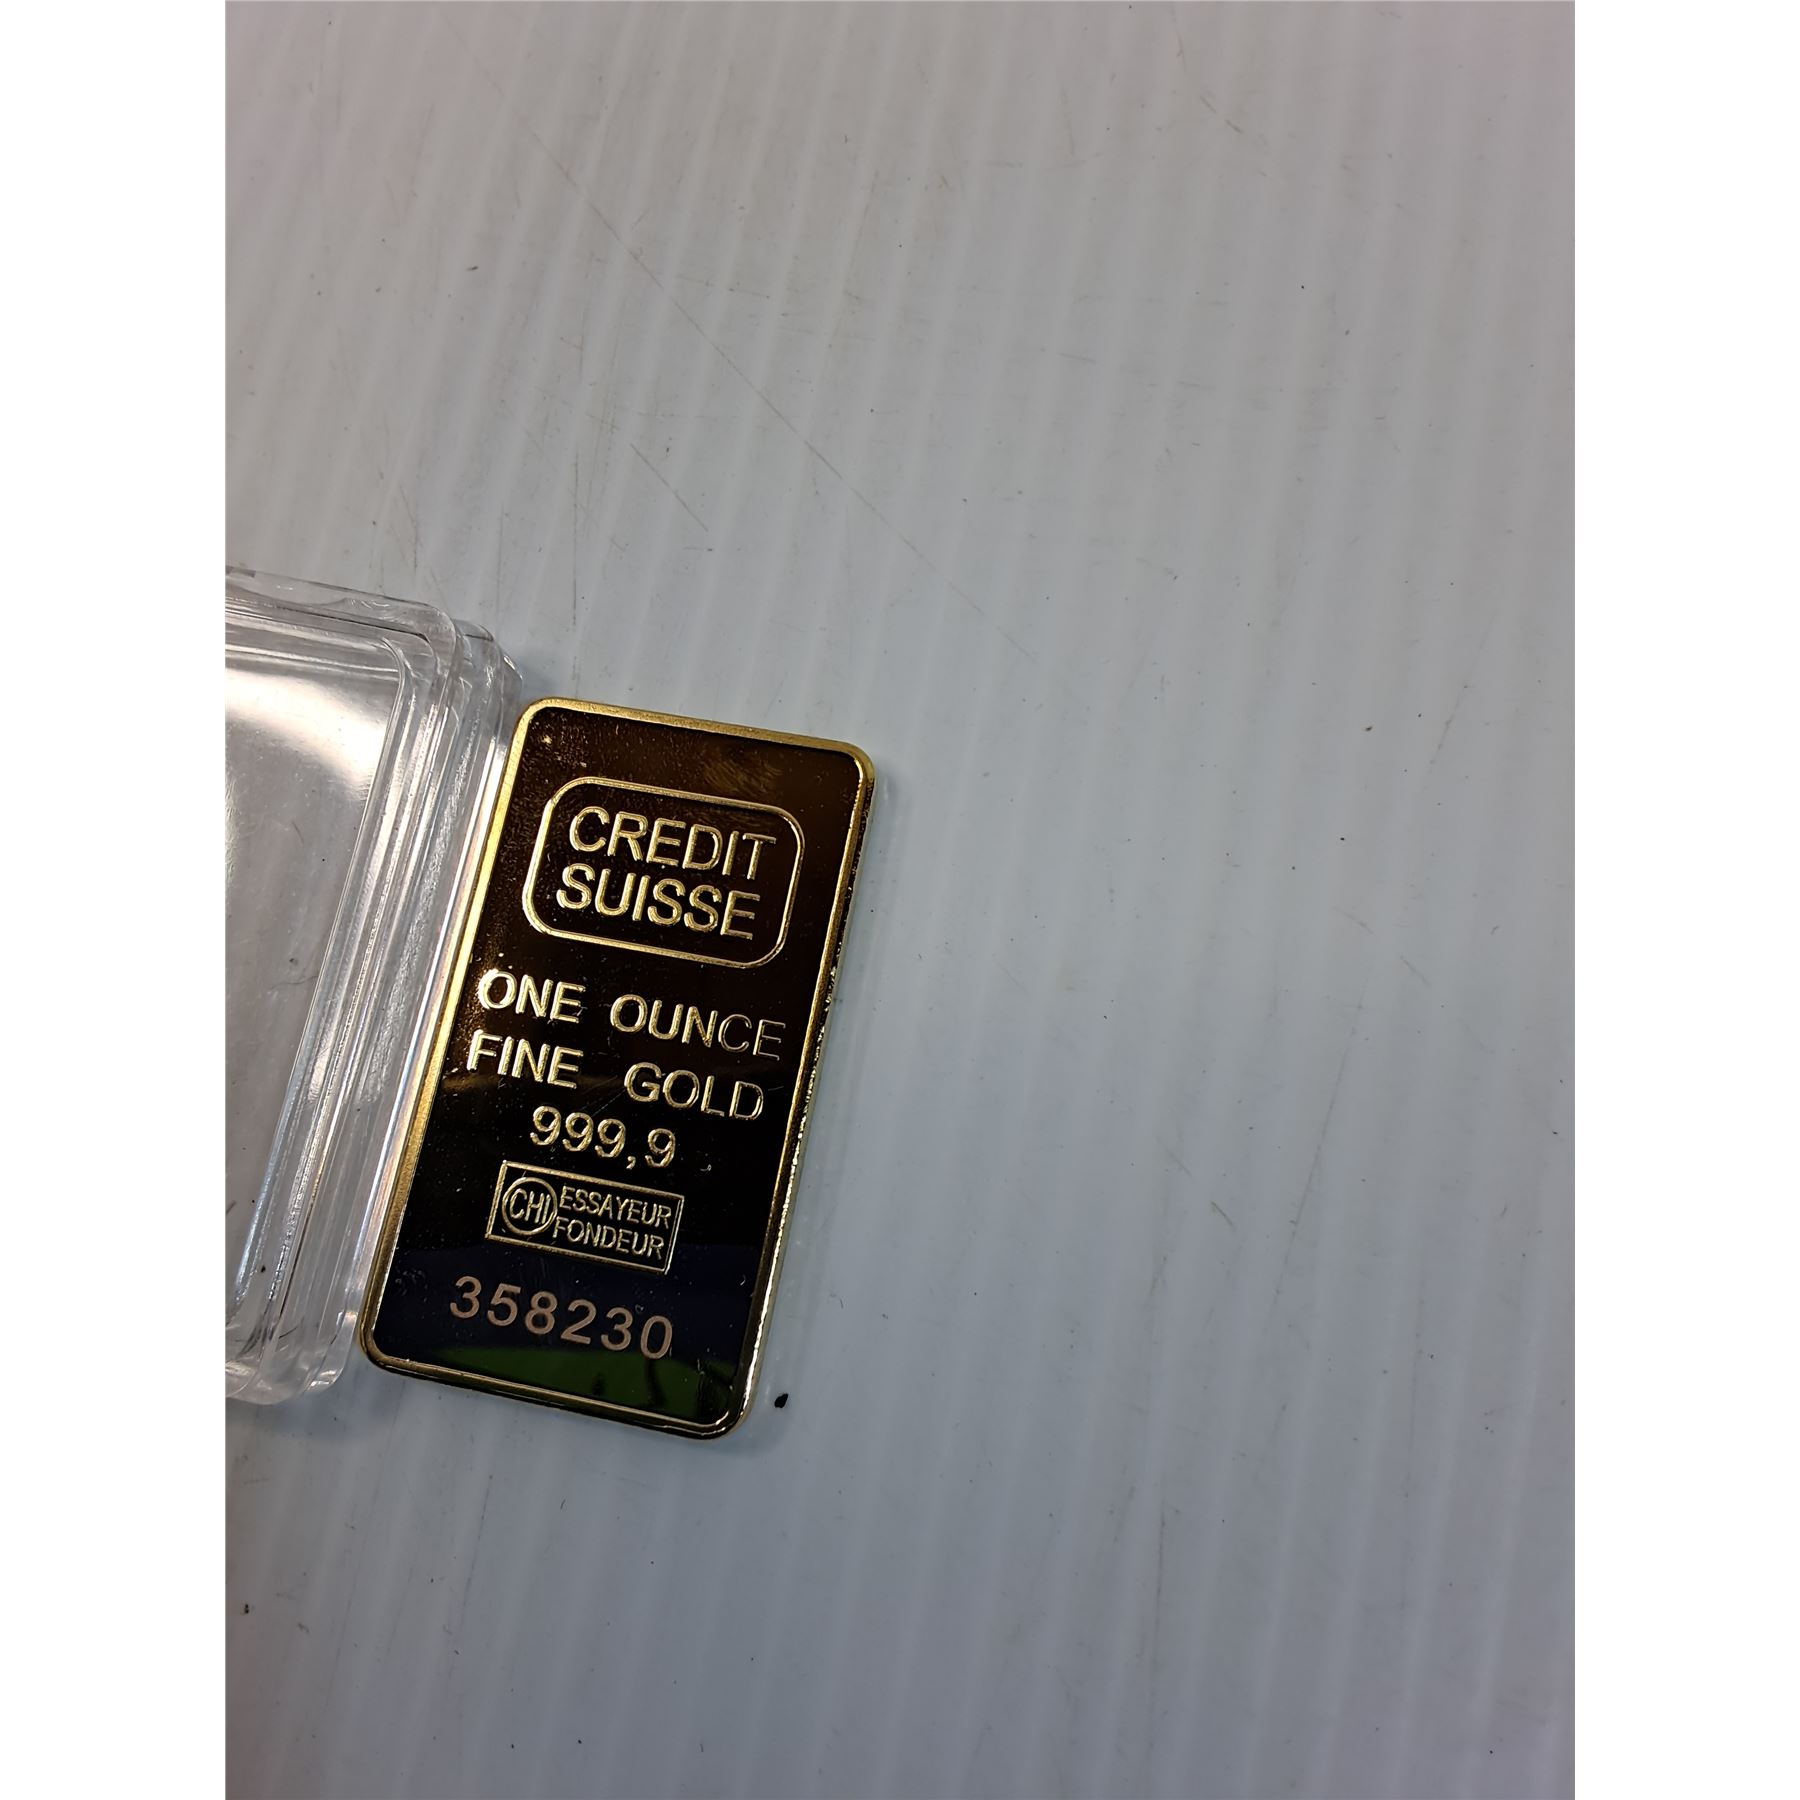 CREDIT
SUISSE
ONE OUNCE
FINE GOLD
999,9
CHI ESSAYEUR
FONDEUR
358230